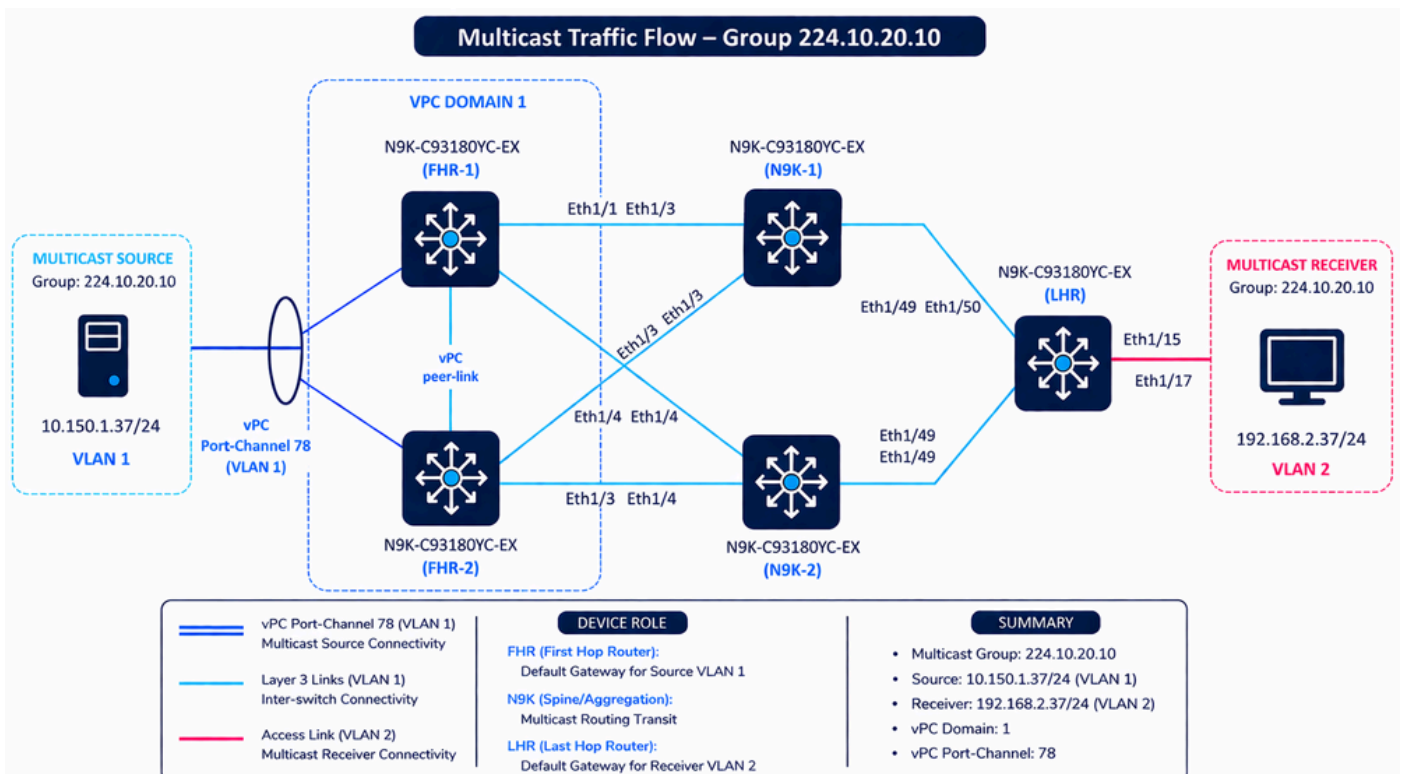 Multicast Traffic Flow – Group 224.10.20.10
VPC DOMAIN 1
N9K-C93180YC-EX
(FHR-1)
N9K-C93180YC-EX
(N9K-1)
Eth1/1 Eth1/3
MULTICAST SOURCE
Group: 224.10.20.10
10.150.1.37/24
VLAN 1
vPC
Port-Channel 78
(VLAN 1)
vPC
peer-link
Eth1/3 Eth1/3
Eth1/4 Eth1/4
Eth1/3 Eth1/4
N9K-C93180YC-EX
(FHR-2)
N9K-C93180YC-EX
(N9K-2)
N9K-C93180YC-EX
(LHR)
Eth1/49 Eth1/50
Eth1/49
Eth1/49
Eth1/15
Eth1/17
MULTICAST RECEIVER
Group: 224.10.20.10
192.168.2.37/24
VLAN 2
vPC Port-Channel 78 (VLAN 1)
Multicast Source Connectivity
Layer 3 Links (VLAN 1)
Inter-switch Connectivity
Access Link (VLAN 2)
Multicast Receiver Connectivity
DEVICE ROLE
FHR (First Hop Router):
Default Gateway for Source VLAN 1
N9K (Spine/Aggregation):
Multicast Routing Transit
LHR (Last Hop Router):
Default Gateway for Receiver VLAN 2
SUMMARY
• Multicast Group: 224.10.20.10
• Source: 10.150.1.37/24 (VLAN 1)
• Receiver: 192.168.2.37/24 (VLAN 2)
• vPC Domain: 1
• vPC Port-Channel: 78